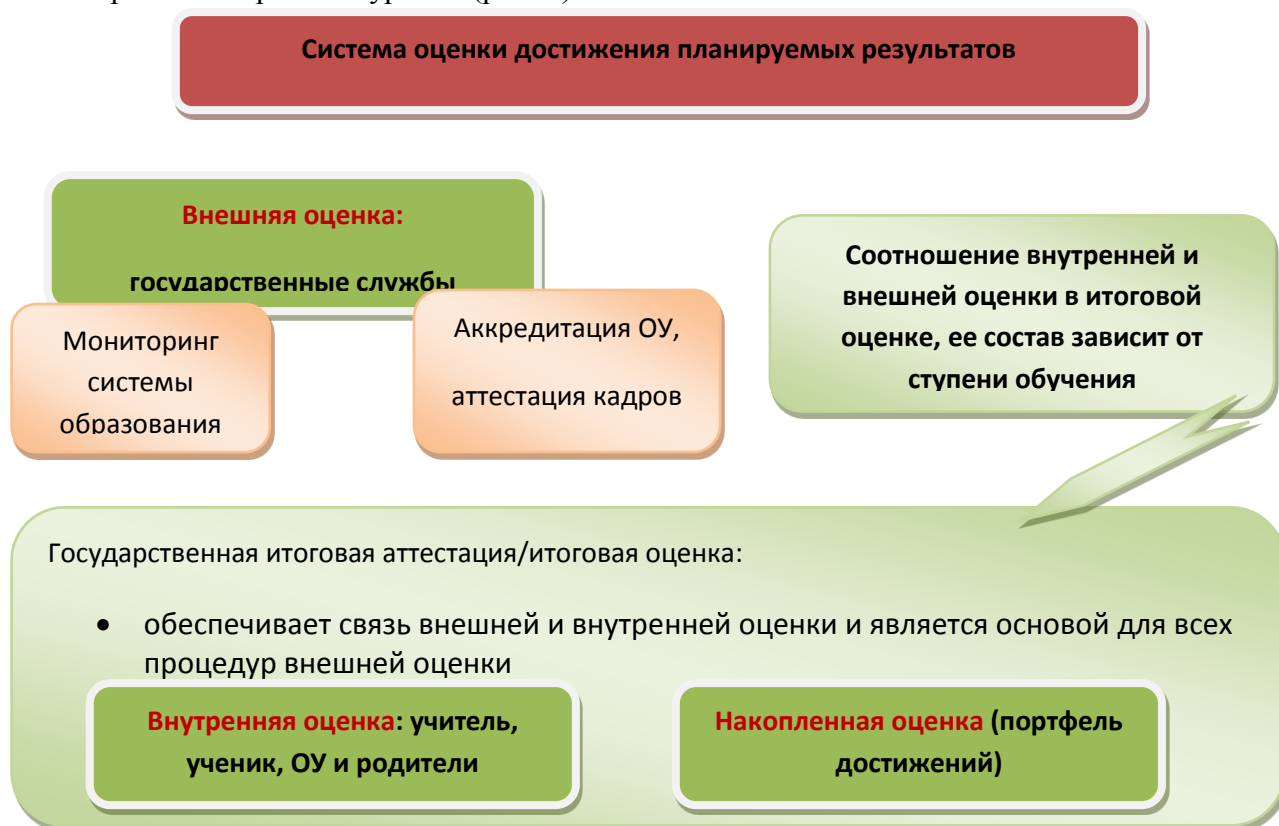 Система оценки достижения планируемых результатов
Внешняя оценка:
государственные службы
Мониторинг
системы
образования
Аккредитация ОУ,
аттестация кадров
Соотношение внутренней и
внешней оценки в итоговой
оценке, ее состав зависит от
ступени обучения
Государственная итоговая аттестация/итоговая оценка:
• обеспечивает связь внешней и внутренней оценки и является основой для всех
процедур внешней оценки
Внутренняя оценка: учитель,
ученик, ОУ и родители
Накопленная оценка (портфель
достижений)